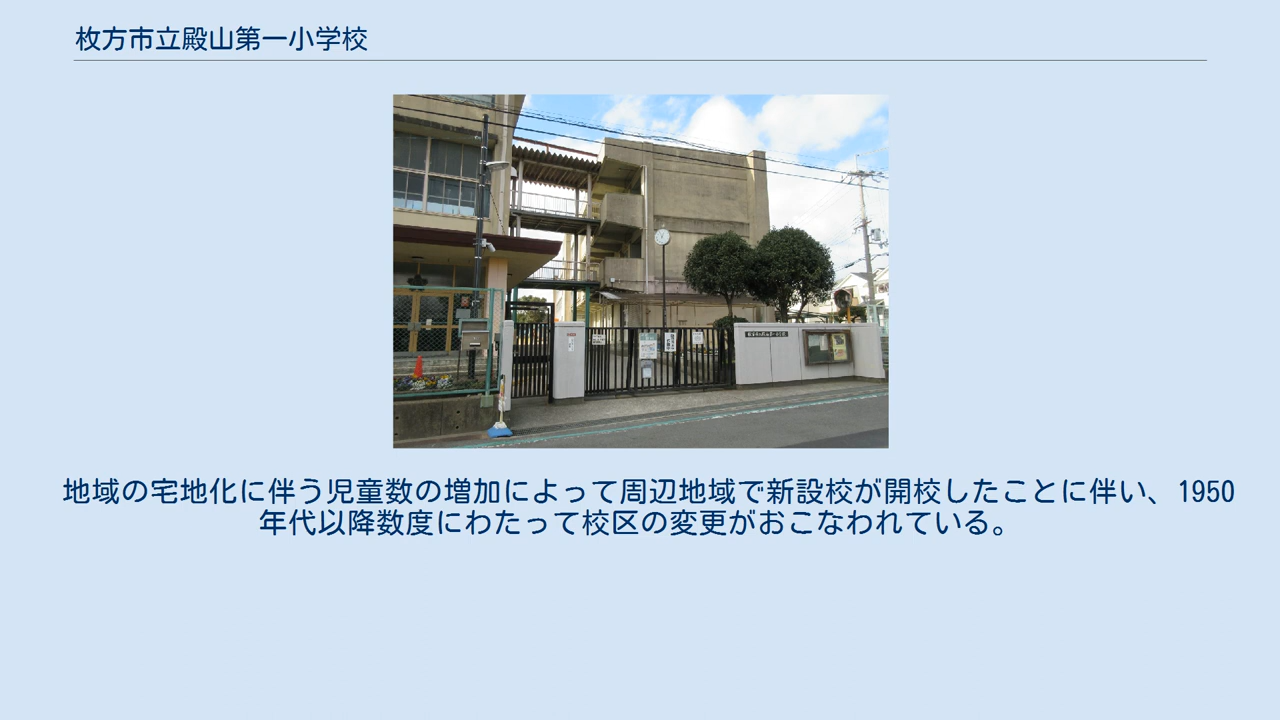 枚方市立殿山第一小学校
地域の宅地化に伴う児童数の増加によって周辺地域で新設校が開校したことに伴い、1950
年代以降数度にわたって校区の変更がおこなわれている。